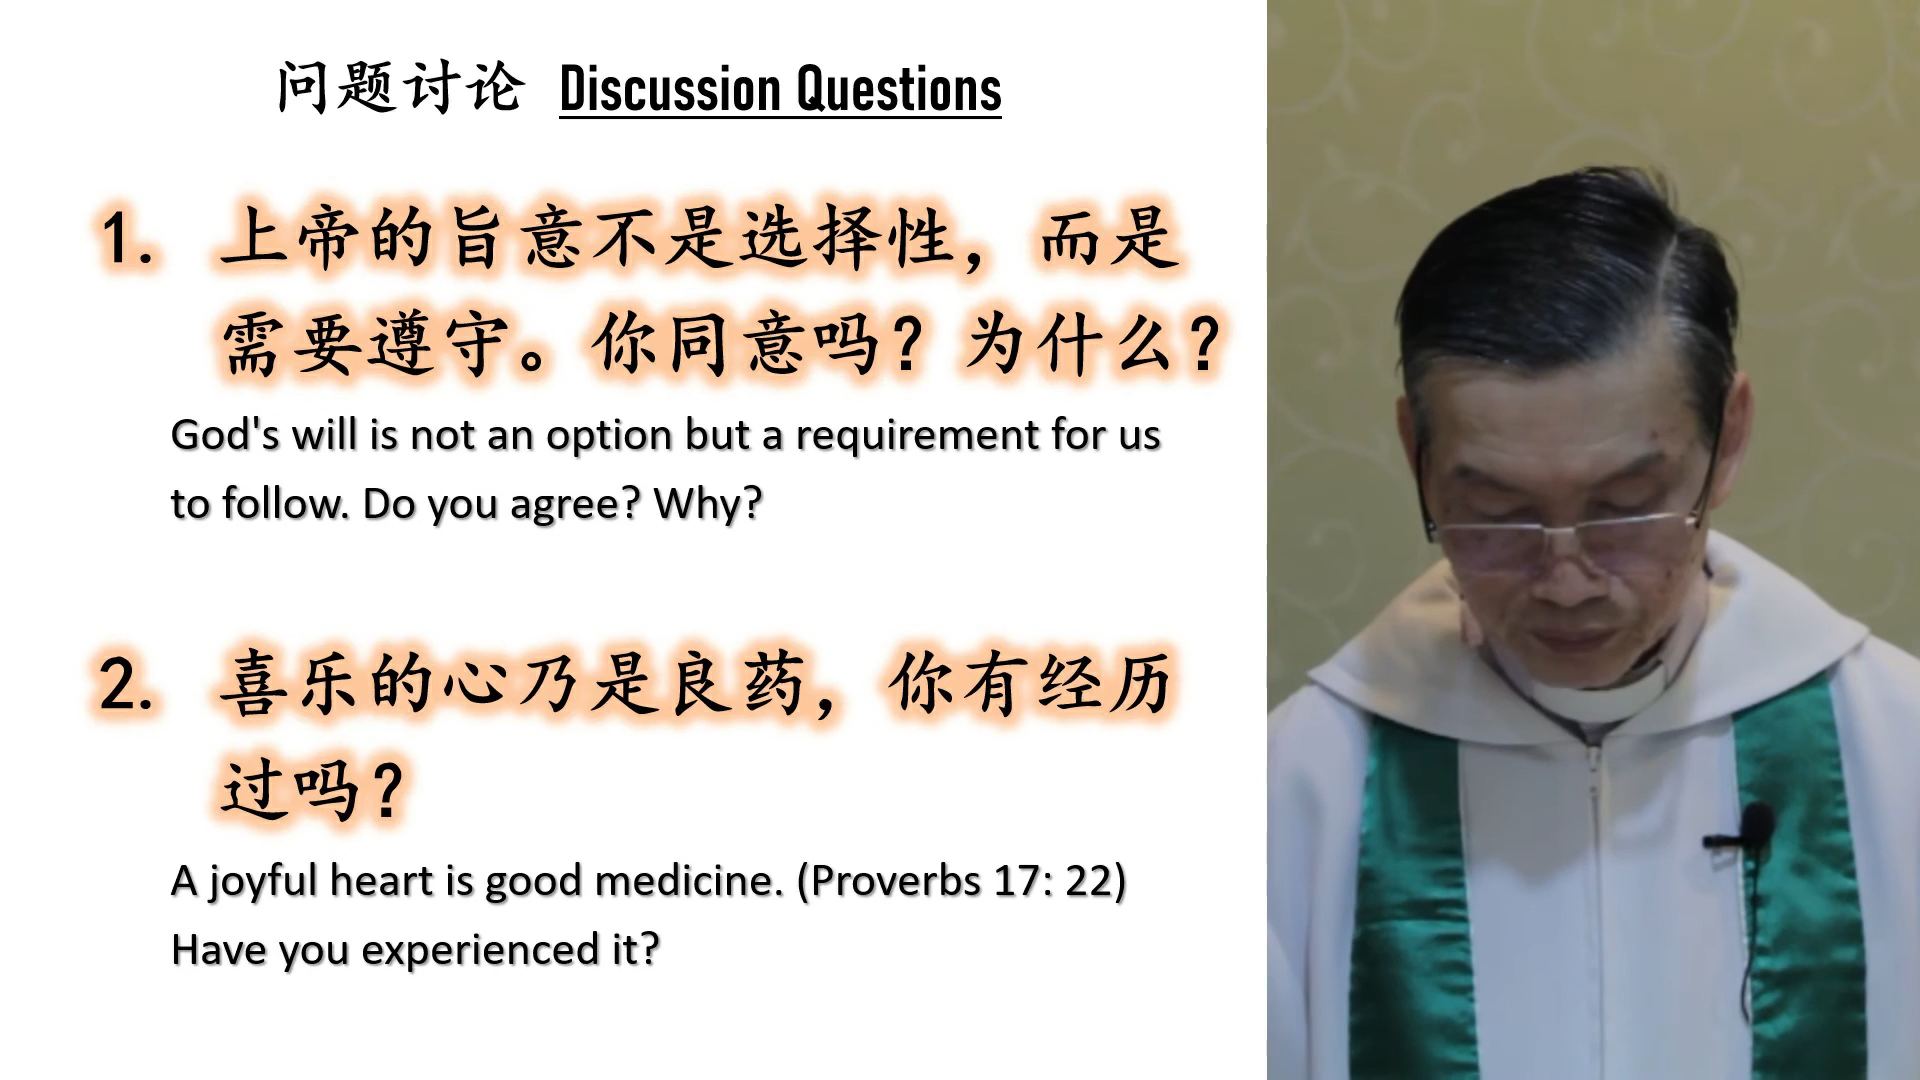 问题讨论 Discussion Questions
1. 上帝的旨意不是选择性，而是
需要遵守。你同意吗？为什么？
God's will is not an option but a requirement for us
to follow. Do you agree? Why?
2. 喜乐的心乃是良药，你有经历
过吗？
A joyful heart is good medicine. (Proverbs 17: 22)
Have you experienced it?